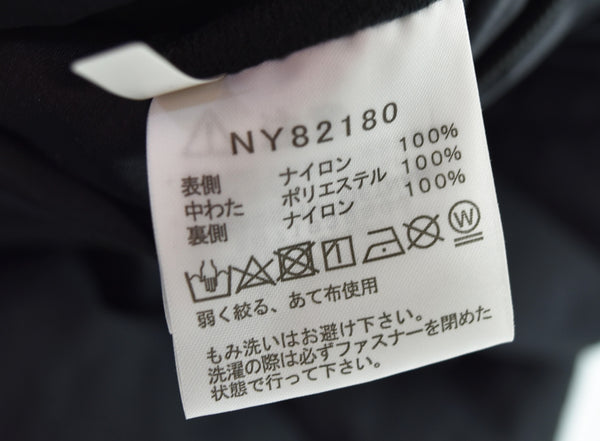 NY82180
表側 ナイロン 100%
中わた ポリエステル 100%
裏側 ナイロン 100%
W
弱く絞る、あて布使用
もみ洗いはお避け下さい。
洗濯の際は必ずファスナーを閉めた
状態で行って下さい。